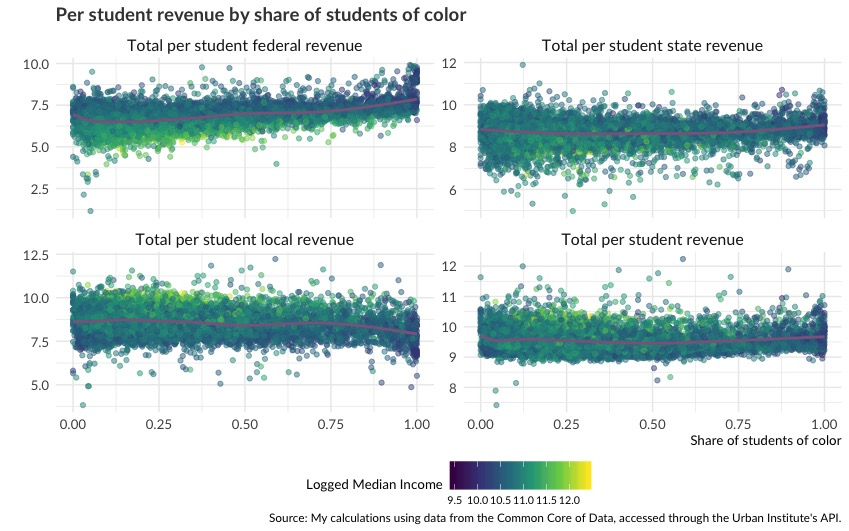 Per student revenue by share of students of color
Total per student federal revenue
10.0
7.5
5.0
2.5
Total per student state revenue
12
10
8
6
Total per student local revenue
12.5
10.0
7.5
5.0
0.00 0.25 0.50 0.75 1.00
Total per student revenue
12
11
10
9
8
0.00 0.25 0.50 0.75 1.00
Share of students of color
Logged Median Income
9.5 10.0 10.5 11.0 11.5 12.0
Source: My calculations using data from the Common Core of Data, accessed through the Urban Institute's API.